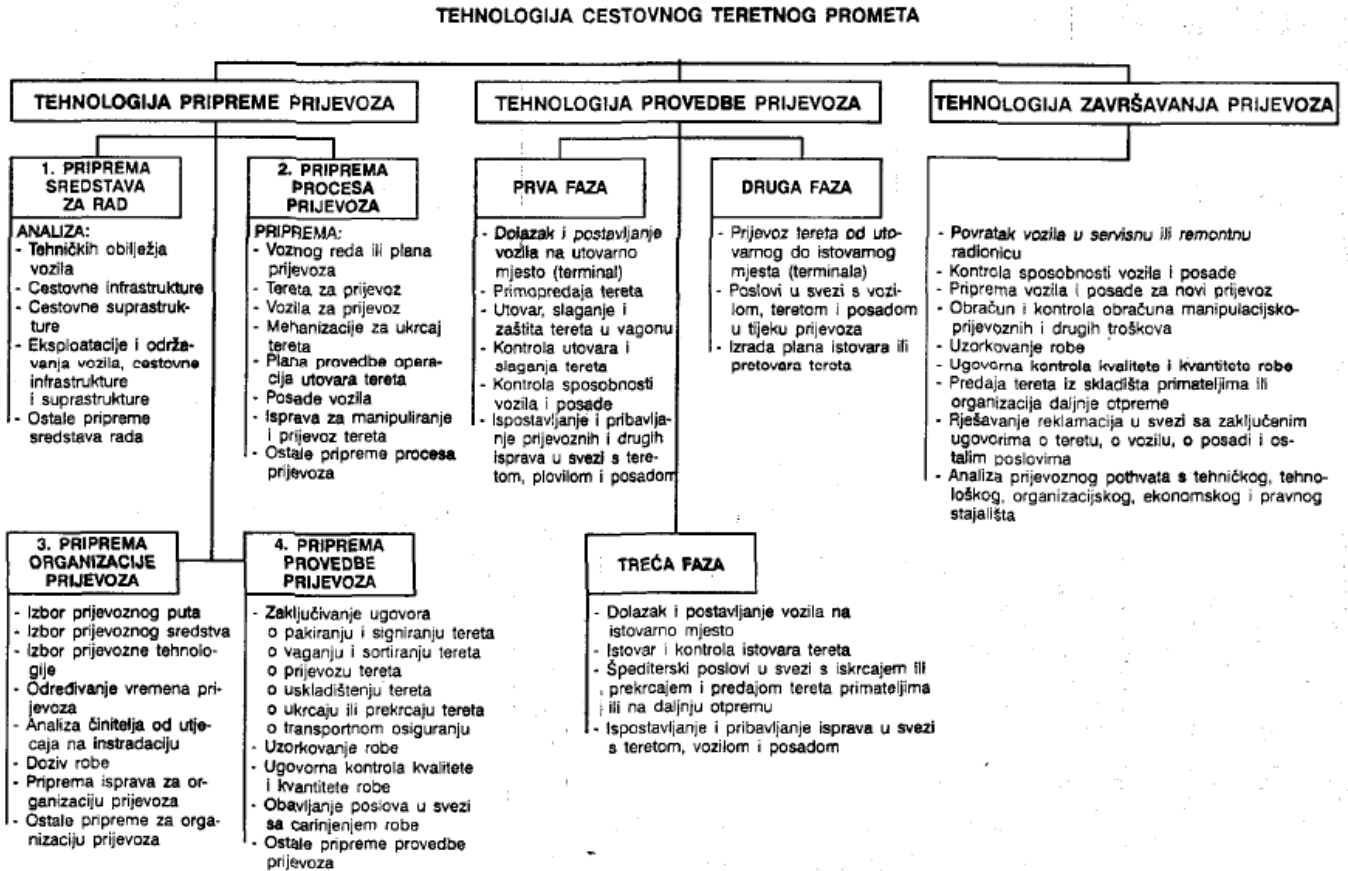 TEHNOLOGIJA CESTOVNOG TERETNOG PROMETA
TEHNOLOGIJA PRIPREME PRIJEVOZA
1. PRIPREMA
SREDSTAVA
ZA RAD
ANALIZA:
- Tehničkih obilježja
vozila
- Cestovne infrastrukture
- Cestovne suprastruk-
ture
- Eksploatacije i održa-
vanja vozila, cestovne
infrastrukture
i suprastrukture
- Ostale pripreme
sredstava rada
2. PRIPREMA
PROCESA
PRIJEVOZA
PRIPREMA:
- Voznog reda ili plana
prijevoza
- Tereta za prijevoz
- Vozila za prijevoz
- Mehanizacije za ukrcaj
tereta
- Plana provedbe opera-
cija utovara tereta
- Posade vozila
- Isprava za manipuliranje
i prijevoz tereta
- Ostale pripreme procesa
prijevoza
3. PRIPREMA
ORGANIZACIJE
PRIJEVOZA
- Izbor prijevoznog puta
- Izbor prijevoznog sredstva
- Izbor prijevozne tehnolo-
gije
- Određivanje vremena pri-
jevoza
- Analiza činitelja od utje-
caja na instradaciju
- Doziv robe
- Priprema isprava za or-
ganizaciju prijevoza
- Ostale pripreme za orga-
nizaciju prijevoza
4. PRIPREMA
PROVEDBE
PRIJEVOZA
- Zaključivanje ugovora
o pakiranju i signiranju tereta
o vaganju i sortiranju tereta
o prijevozu tereta
o uskladištenju tereta
o ukrcaju ili prekrcaju tereta
o transportnom osiguranju
- Uzorkovanje robe
- Ugovorna kontrola kvalitete
i kvantitete robe
- Obavljanje poslova u svezi
sa carinjenjem robe
- Ostale pripreme provedbe
prijevoza
TEHNOLOGIJA PROVEDBE PRIJEVOZA
PRVA FAZA
- Dolazak i postavljanje
vozila na utovarno
mjesto (terminal)
- Primopredaja tereta
- Utovar, slaganje i
zaštita tereta u vagonu
- Kontrola utovara i
slaganja tereta
- Kontrola sposobnosti
vozila i posade
- Ispostavljanje i pribavlja-
nje prijevoznih i drugih
isprava u svezi s tere-
tom, plovilom i posadom
DRUGA FAZA
- Prijevoz tereta od uto-
varnog do istovarnog
mjesta (terminala)
- Poslovi u svezi s vozi-
lom, teretom i posadom
u tijeku prijevoza
- Izrada plana istovara ili
pretovara tereta
TREĆA FAZA
- Dolazak i postavljanje vozila na
istovarno mjesto
- Istovar i kontrola istovara tereta
- Špediterski poslovi u svezi s iskrcajem ili
prekrcajem i predajom tereta primateljima
ili na daljnju otpremu
- Ispostavljanje i pribavljanje isprava u svezi
s teretom, vozilom i posadom
TEHNOLOGIJA ZAVRŠAVANJA PRIJEVOZA
- Povratak vozila u servisnu ili remontnu
radionicu
- Kontrola sposobnosti vozila i posade
- Priprema vozila i posade za novi prijevoz
- Obračun i kontrola obračuna manipulacijsko-
prijevoznih i drugih troškova
- Uzorkovanje robe
- Ugovorna kontrola kvalitete i kvantitete robe
- Predaja tereta iz skladišta primateljima ili
organizacija daljnje otpreme
- Rješavanje reklamacija u svezi sa zaključenim
ugovorima o teretu, o vozilu, o posadi i os-
talim poslovima
- Analiza prijevoznog pothvata s tehničkog, tehno-
loškog, organizacijskog, ekonomskog i pravnog
stajališta